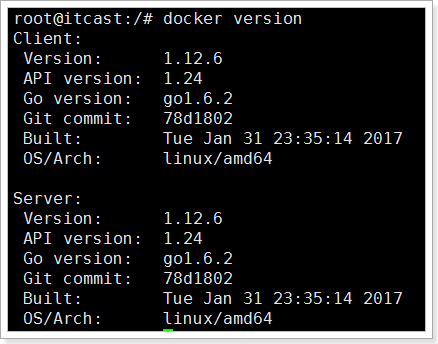 root@itcast:/# docker version
Client:
 Version:      1.12.6
 API version:  1.24
 Go version:   go1.6.2
 Git commit:   78d1802
 Built:        Tue Jan 31 23:35:14 2017
 OS/Arch:      linux/amd64

Server:
 Version:      1.12.6
 API version:  1.24
 Go version:   go1.6.2
 Git commit:   78d1802
 Built:        Tue Jan 31 23:35:14 2017
 OS/Arch:      linux/amd64